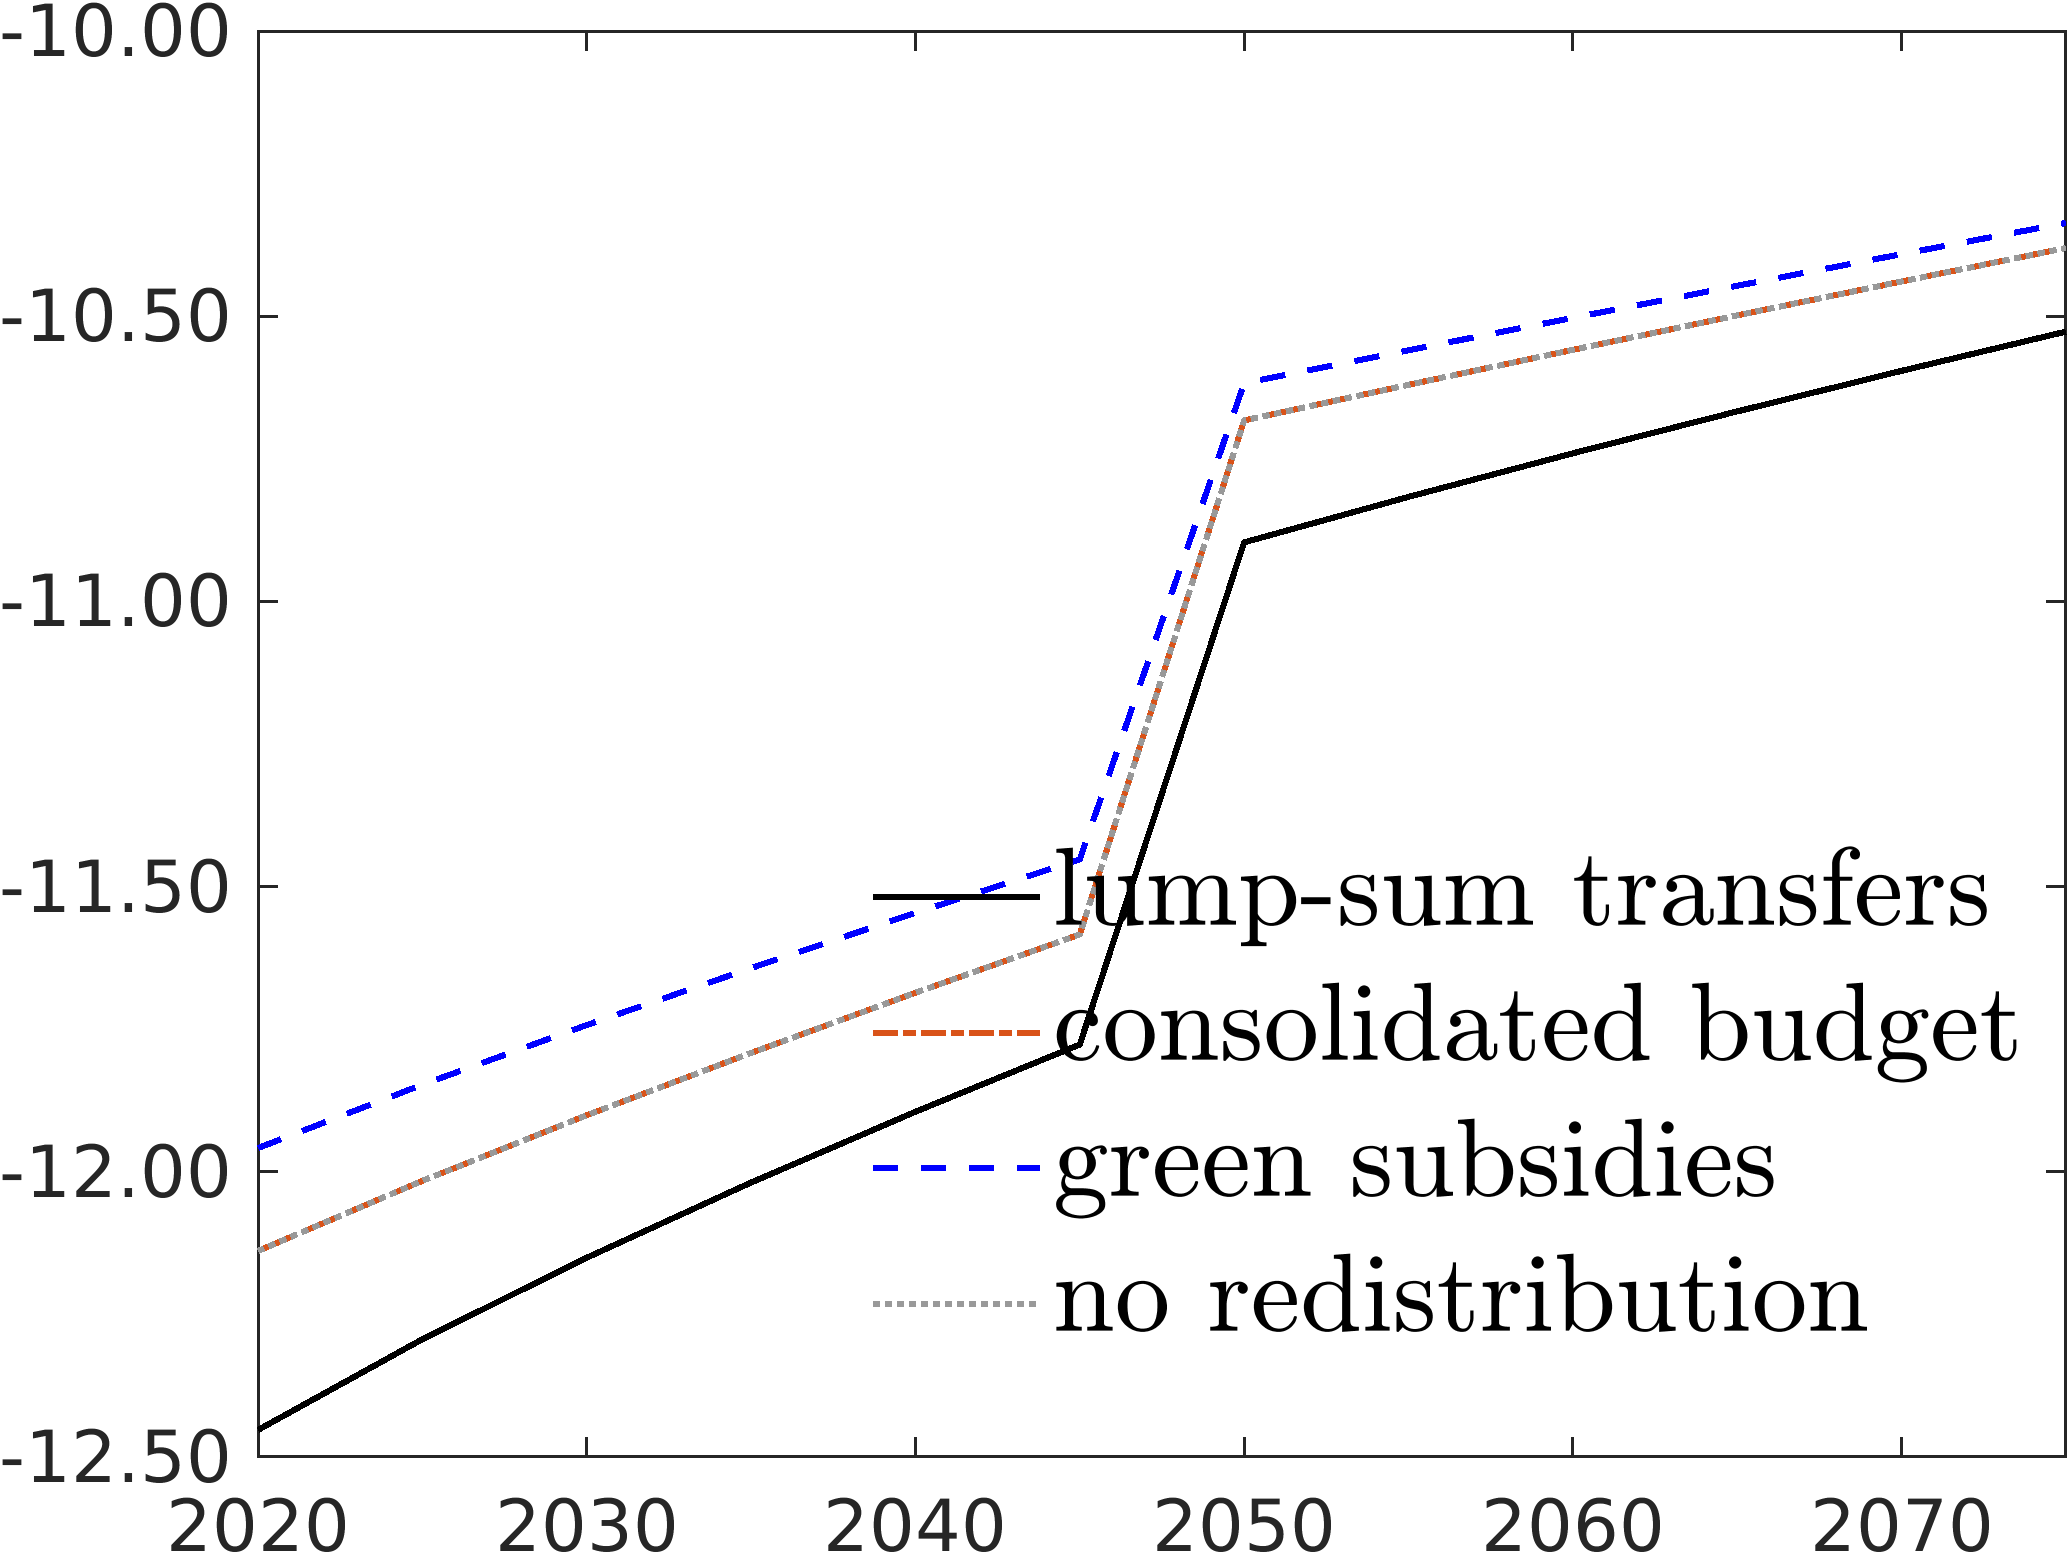 -10.00
-10.50
-11.00
-11.50
-12.00
-12.50
2020 2030 2040 2050 2060 2070
lump-sum transfers
consolidated budget
green subsidies
no redistribution